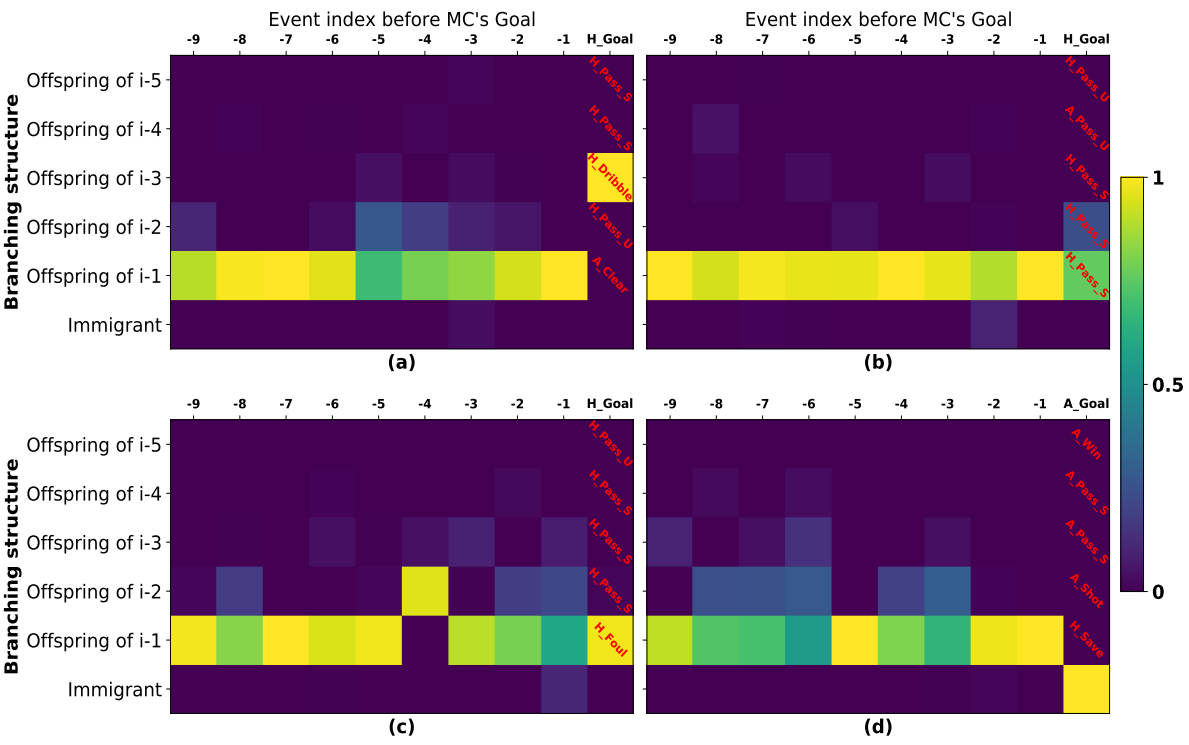 Event index before MC's Goal
Event index before MC's Goal
-9 -8 -7 -6 -5 -4 -3 -2 -1 H_Goal
-9 -8 -7 -6 -5 -4 -3 -2 -1 H_Goal
Branching structure
Offspring of i-5
Offspring of i-4
Offspring of i-3
Offspring of i-2
Offspring of i-1
Immigrant
H_Pass_S
H_Pass_S
H_Dribble
H_Pass_U
A_Clear
H_Pass_U
A_Pass_U
H_Pass_S
H_Pass_S
H_Pass_S
(a)
(b)
1
0.5
0
-9 -8 -7 -6 -5 -4 -3 -2 -1 H_Goal
-9 -8 -7 -6 -5 -4 -3 -2 -1 A_Goal
Branching structure
Offspring of i-5
Offspring of i-4
Offspring of i-3
Offspring of i-2
Offspring of i-1
Immigrant
H_Pass_U
H_Pass_S
H_Pass_S
H_Pass_S
H_Foul
A_Win
A_Pass_S
A_Pass_S
A_Shot
H_Save
(c)
(d)